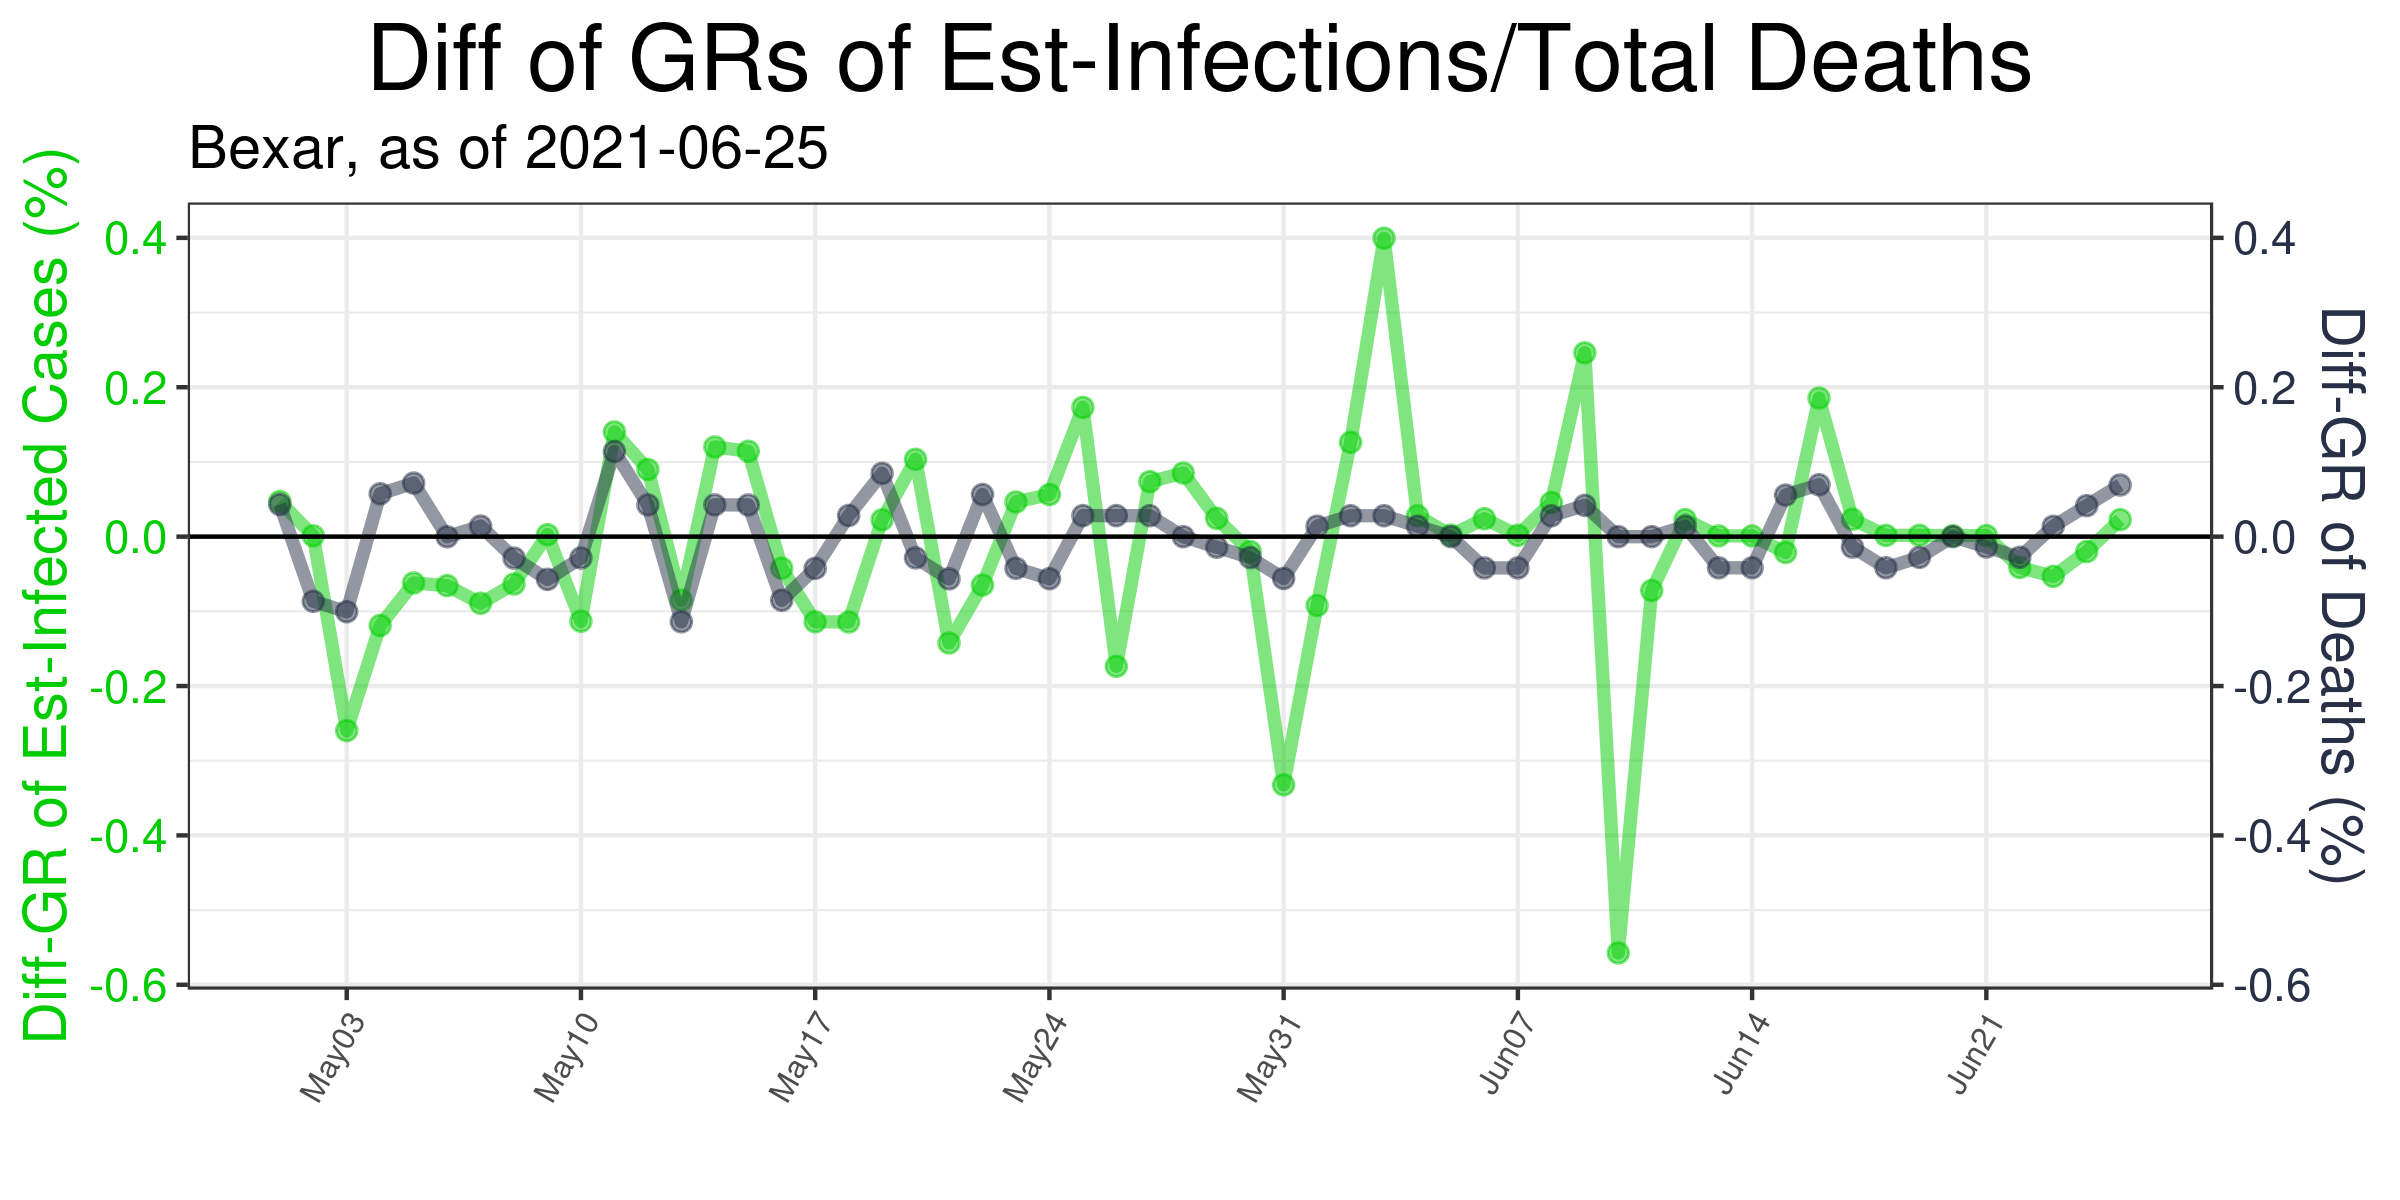 Diff of GRs of Est-Infections/Total Deaths
Bexar, as of 2021-06-25
Diff-GR of Est-Infected Cases (%)
0.4
0.2
0.0
-0.2
-0.4
-0.6
0.4
0.2
0.0
-0.2
-0.4
-0.6
Diff-GR of Deaths (%)
May03
May10
May17
May24
May31
Jun07
Jun14
Jun21